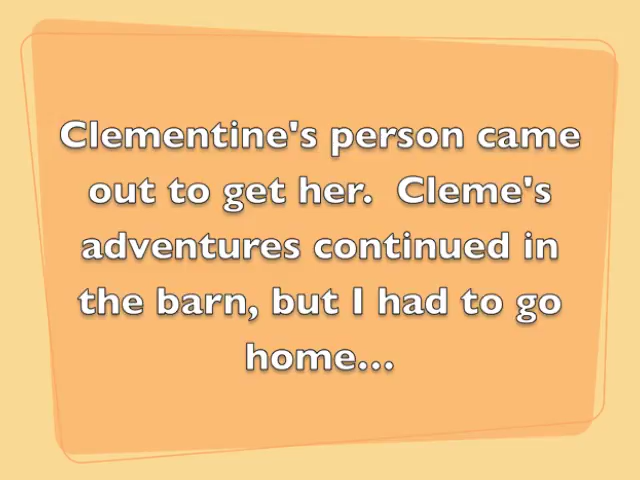 Clementine's person came
out to get her.  Cleme's
adventures continued in
the barn, but I had to go
home...